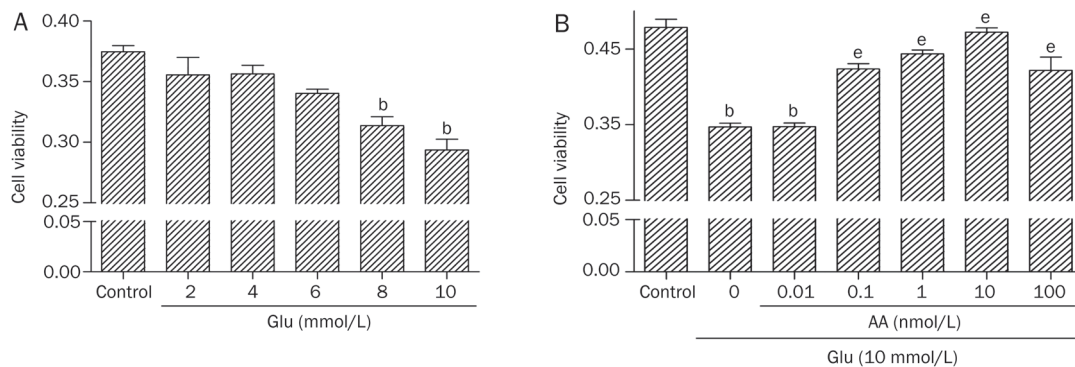 A
Cell viability
0.40
0.35
0.30
0.25
0.05
0.00
b
b
Control 2 4 6 8 10
Glu (mmol/L)
B
Cell viability
0.45
0.35
0.25
0.05
0.00
b
b
e
e
e
e
Control 0 0.01 0.1 1 10 100
AA (nmol/L)
Glu (10 mmol/L)